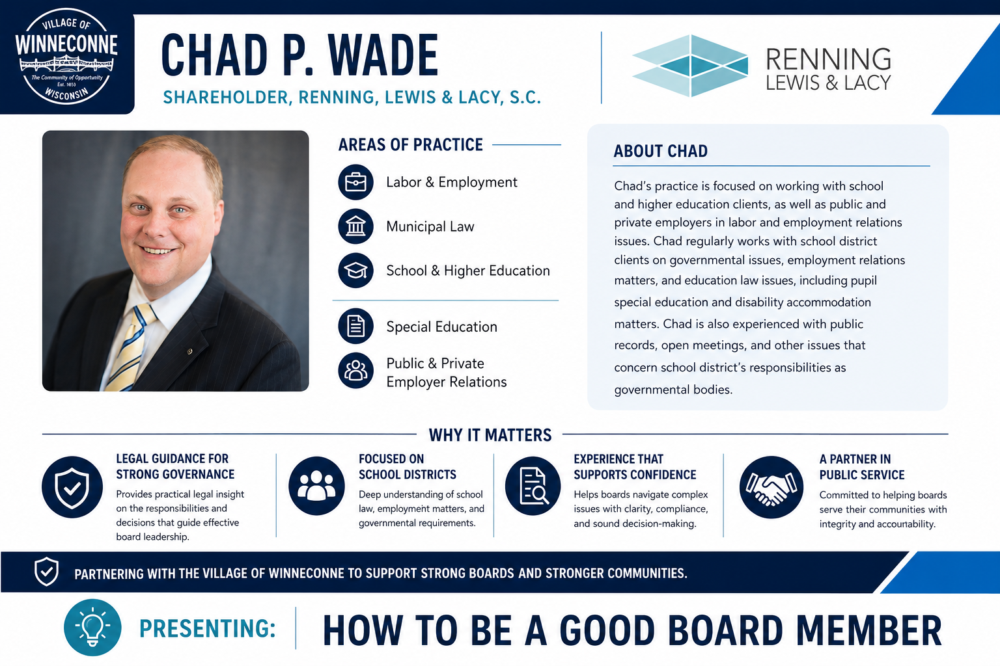 VILLAGE OF
WINNECONNE
The Community of Opportunity
Est. 1853
WISCONSIN
CHAD P. WADE
SHAREHOLDER, RENNING, LEWIS & LACY, S.C.
RENNING
LEWIS & LACY
AREAS OF PRACTICE
Labor & Employment
Municipal Law
School & Higher Education
Special Education
Public & Private
Employer Relations
ABOUT CHAD
Chad's practice is focused on working with school
and higher education clients, as well as public and
private employers in labor and employment relations
issues. Chad regularly works with school district
clients on governmental issues, employment relations
matters, and education law issues, including pupil
special education and disability accommodation
matters. Chad is also experienced with public
records, open meetings, and other issues that
concern school district's responsibilities as
governmental bodies.
WHY IT MATTERS
LEGAL GUIDANCE FOR
STRONG GOVERNANCE
Provides practical legal insight
on the responsibilities and
decisions that guide effective
board leadership.
FOCUSED ON
SCHOOL DISTRICTS
Deep understanding of school
law, employment matters, and
governmental requirements.
EXPERIENCE THAT
SUPPORTS CONFIDENCE
Helps boards navigate complex
issues with clarity, compliance,
and sound decision-making.
A PARTNER IN
PUBLIC SERVICE
Committed to helping boards
serve their communities with
integrity and accountability.
PARTNERING WITH THE VILLAGE OF WINNECONNE TO SUPPORT STRONG BOARDS AND STRONGER COMMUNITIES.
PRESENTING:
HOW TO BE A GOOD BOARD MEMBER